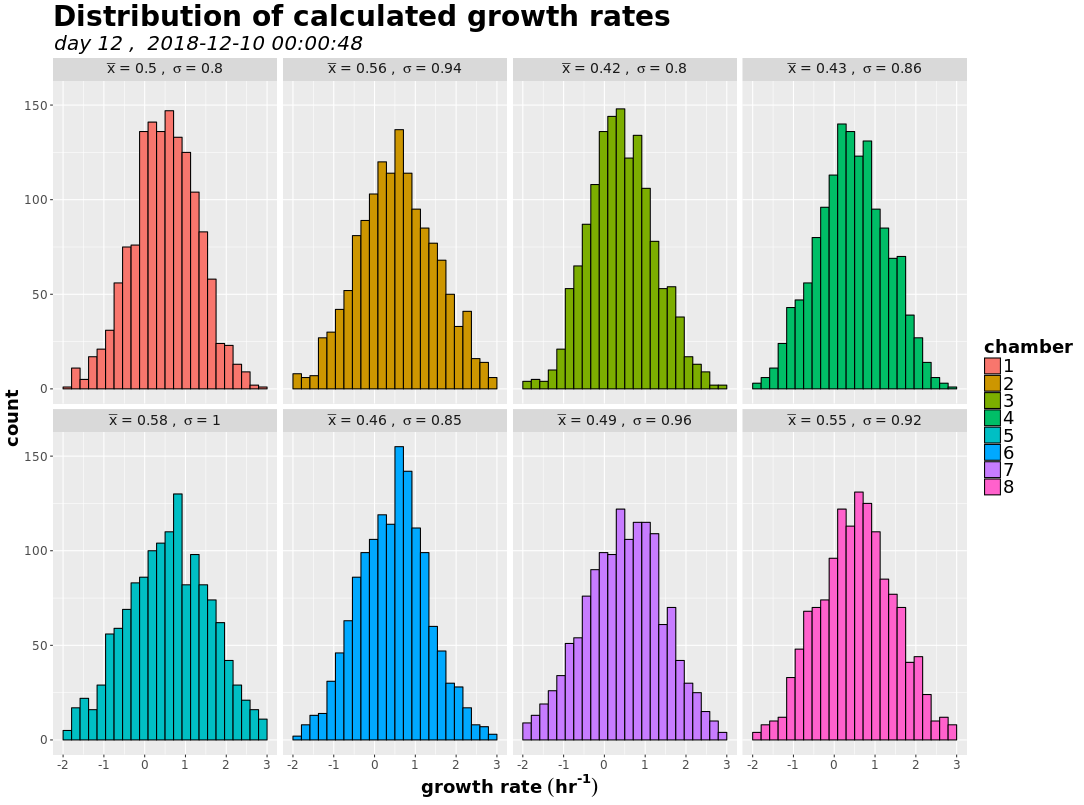 Distribution of calculated growth rates
day 12 ,  2018-12-10 00:00:48
x̅ = 0.5 ,  σ = 0.8
x̅ = 0.56 ,  σ = 0.94
x̅ = 0.42 ,  σ = 0.8
x̅ = 0.43 ,  σ = 0.86
150
100
50
0
x̅ = 0.58 ,  σ = 1
x̅ = 0.46 ,  σ = 0.85
x̅ = 0.49 ,  σ = 0.96
x̅ = 0.55 ,  σ = 0.92
150
100
50
0
-2 -1 0 1 2 3
-2 -1 0 1 2 3
-2 -1 0 1 2 3
-2 -1 0 1 2 3
count
growth rate (hr⁻¹)
chamber
1
2
3
4
5
6
7
8